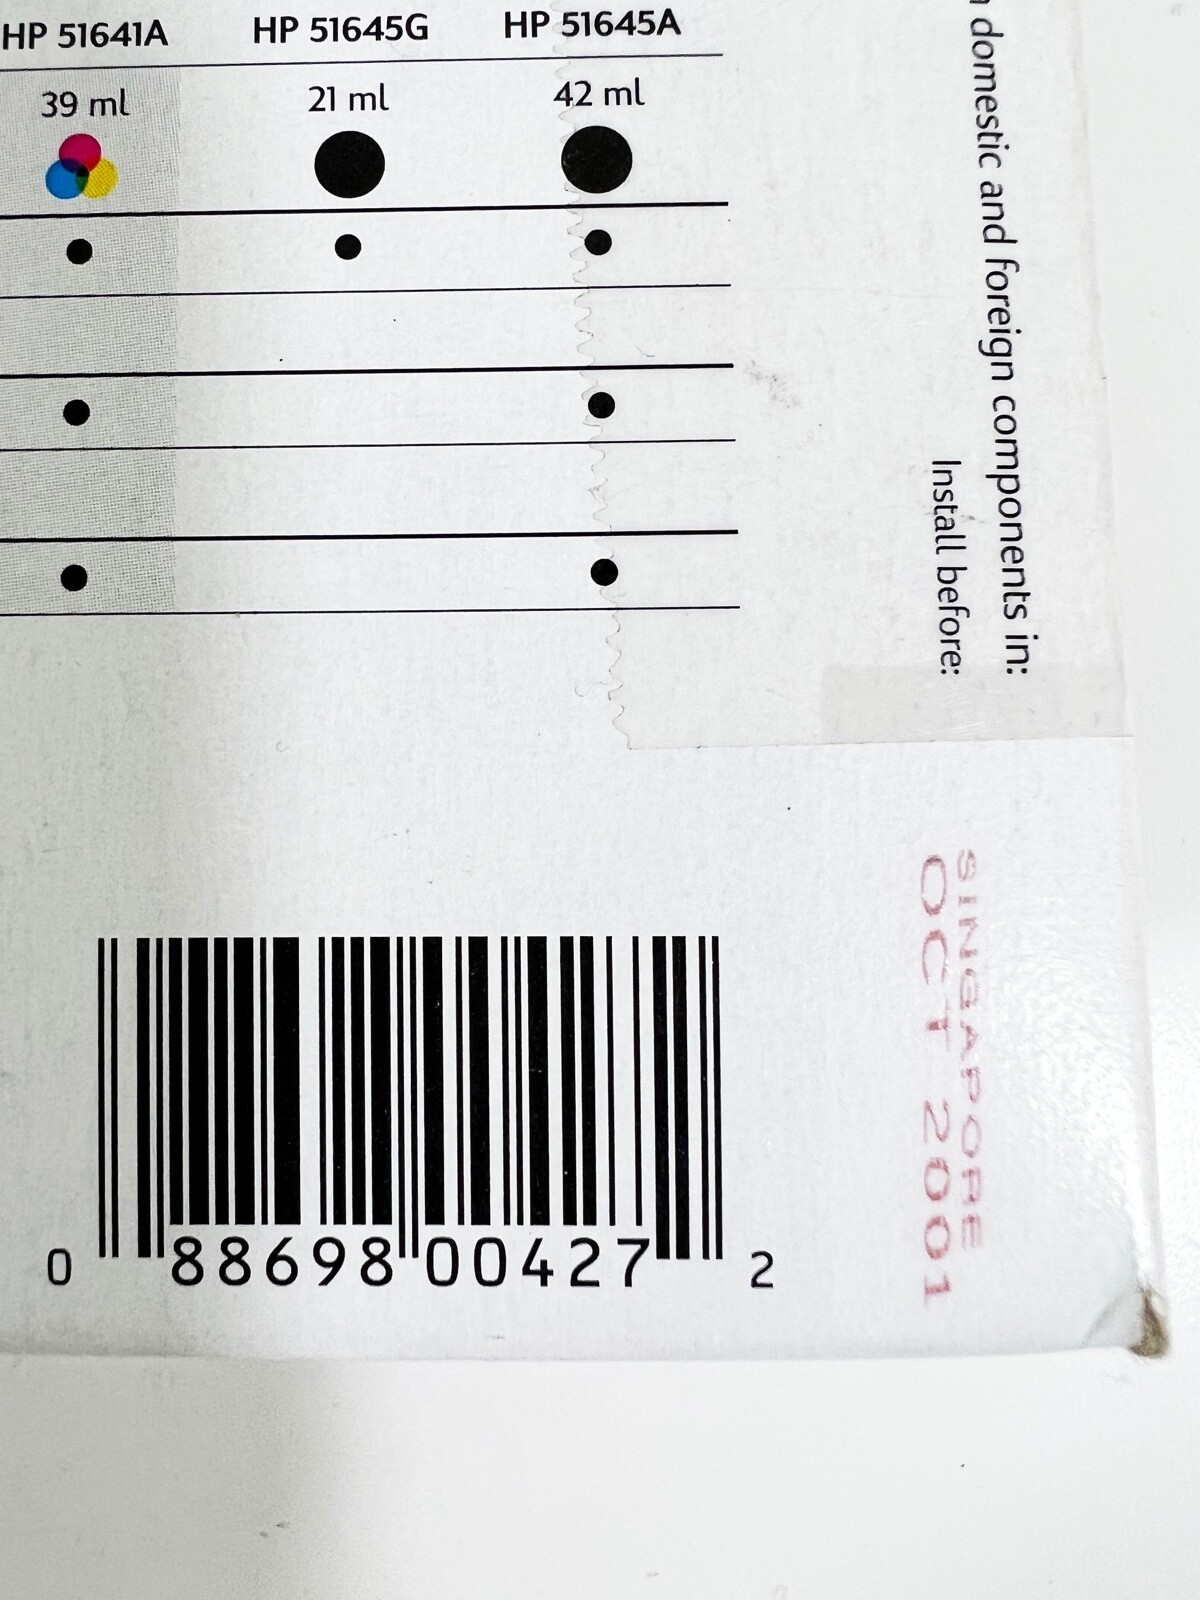 HP 51641A HP 51645G HP 51645A
39 ml 21 ml 42 ml
domestic and foreign components in:
Install before:
SINGAPORE
OCT 2001
0 88698 00427 2